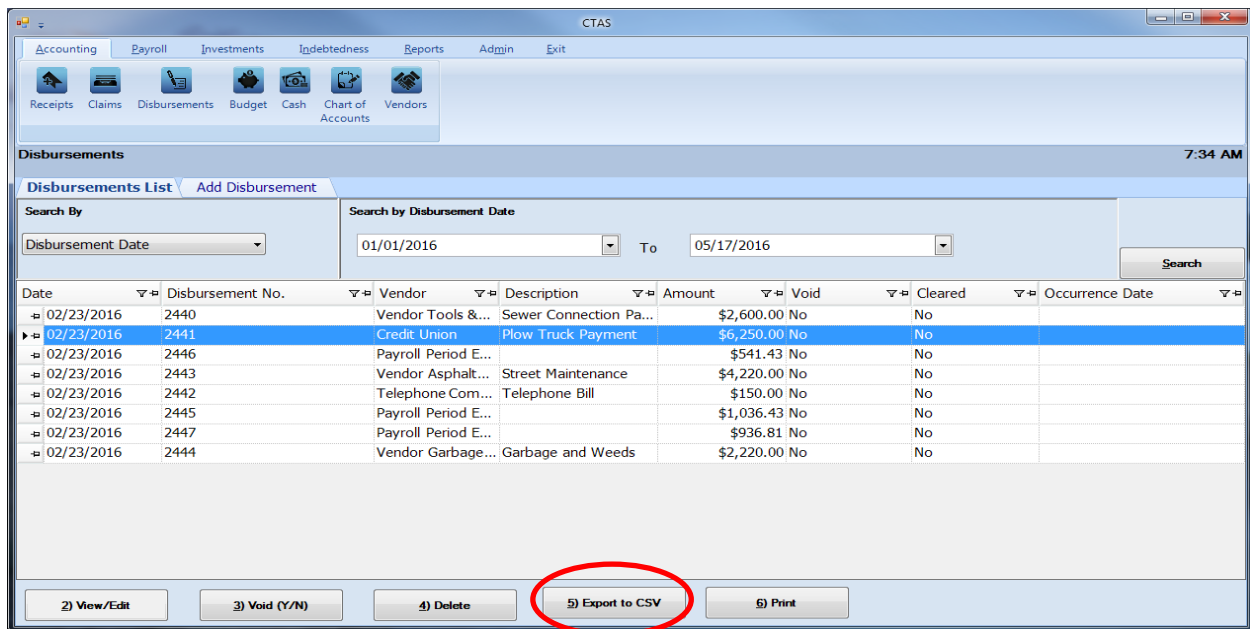 CTAS
Accounting Payroll Investments Indebtedness Reports Admin Exit
Receipts Claims Disbursements Budget Cash Chart of Accounts Vendors
Disbursements 7:34 AM
Disbursements List Add Disbursement
Search By Search by Disbursement Date
Disbursement Date 01/01/2016 To 05/17/2016
Search
Date Disbursement No. Vendor Description Amount Void Cleared Occurrence Date
02/23/2016 2440 Vendor Tools &... Sewer Connection Pa... $2,600.00 No No
02/23/2016 2441 Credit Union Plow Truck Payment $6,250.00 No No
02/23/2016 2446 Payroll Period E... $541.43 No No
02/23/2016 2443 Vendor Asphalt... Street Maintenance $4,220.00 No No
02/23/2016 2442 Telephone Com... Telephone Bill $150.00 No No
02/23/2016 2445 Payroll Period E... $1,036.43 No No
02/23/2016 2447 Payroll Period E... $936.81 No No
02/23/2016 2444 Vendor Garbage... Garbage and Weeds $2,220.00 No No
2) View/Edit 3) Void (Y/N) 4) Delete 5) Export to CSV 6) Print